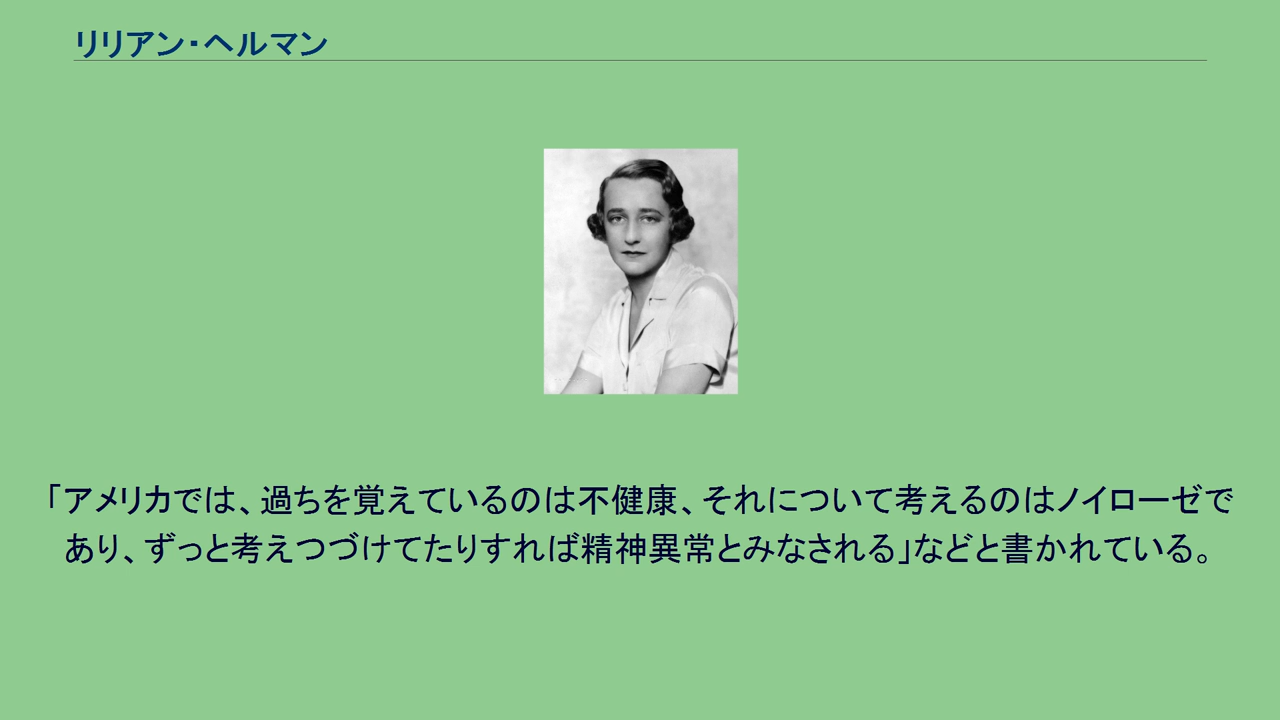 リリアン・ヘルマン
「アメリカでは、過ちを覚えているのは不健康、それについて考えるのはノイローゼで
あり、ずっと考えつづけてたりすれば精神異常とみなされる」などと書かれている。